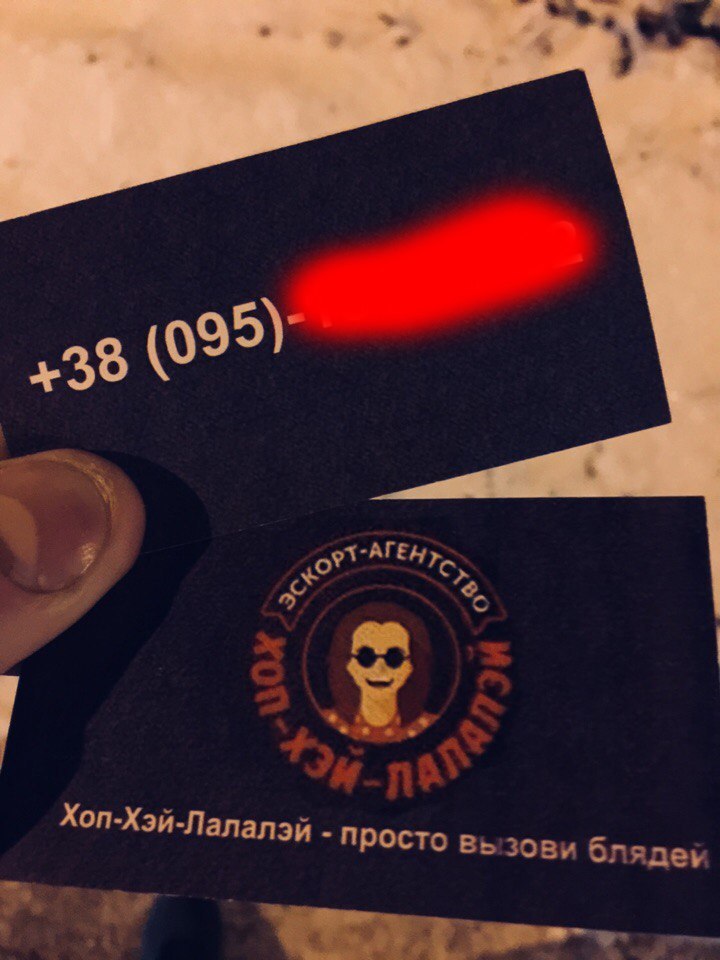 +38 (095)-
ЭСКОРТ-АГЕНТСТВО
ХОП-ХЭЙ-ЛАЛАЛЭЙ
Хоп-Хэй-Лалалэй - просто вызови блядей